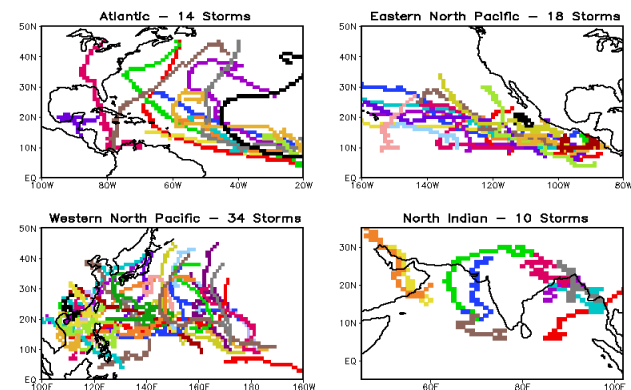 Atlantic - 14 Storms
50N
40N
30N
20N
10N
EQ
100W 80W 60W 40W 20W
Eastern North Pacific - 18 Storms
50N
40N
30N
20N
10N
EQ
160W 140W 120W 100W 80W
Western North Pacific - 34 Storms
50N
40N
30N
20N
10N
EQ
100E 120E 140E 160E 180 160W
North Indian - 10 Storms
30N
20N
10N
EQ
60E 80E 100E